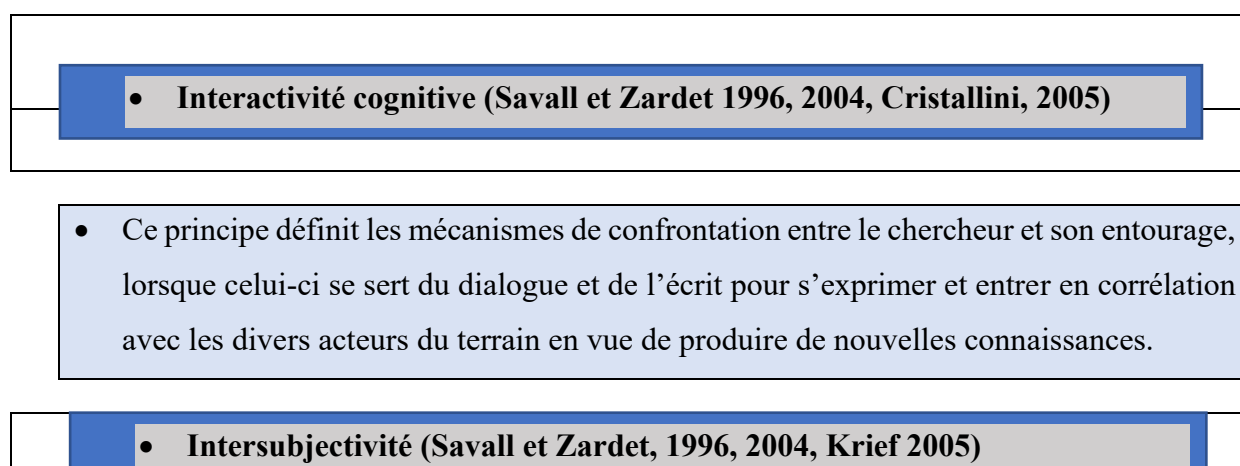 • Interactivité cognitive (Savall et Zardet 1996, 2004, Cristallini, 2005)
• Ce principe définit les mécanismes de confrontation entre le chercheur et son entourage,
lorsque celui-ci se sert du dialogue et de l’écrit pour s’exprimer et entrer en corrélation
avec les divers acteurs du terrain en vue de produire de nouvelles connaissances.
• Intersubjectivité (Savall et Zardet, 1996, 2004, Krief 2005)